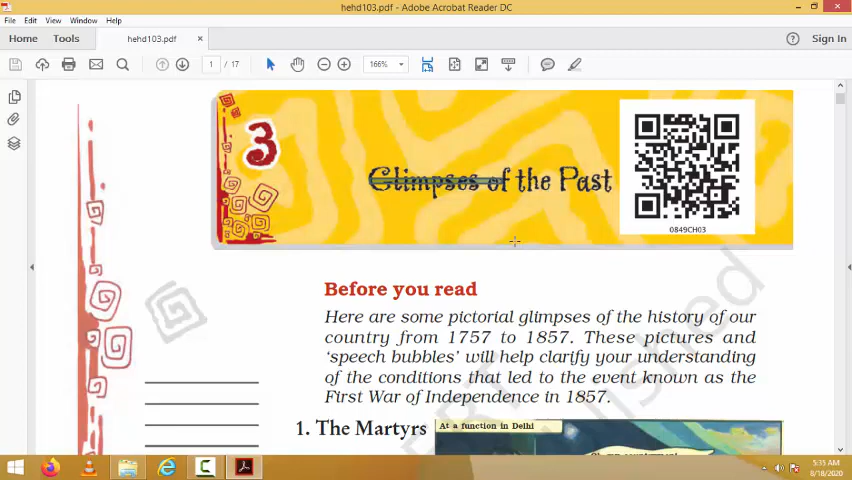 hehd103.pdf - Adobe Acrobat Reader DC
File Edit View Window Help
Home Tools hehd103.pdf × Sign In
1 / 17 166%
3
Glimpses of the Past
0849CH03
Before you read
Here are some pictorial glimpses of the history of our
country from 1757 to 1857. These pictures and
‘speech bubbles’ will help clarify your understanding
of the conditions that led to the event known as the
First War of Independence in 1857.
1. The Martyrs
At a function in Delhi
5:35 AM
8/18/2020